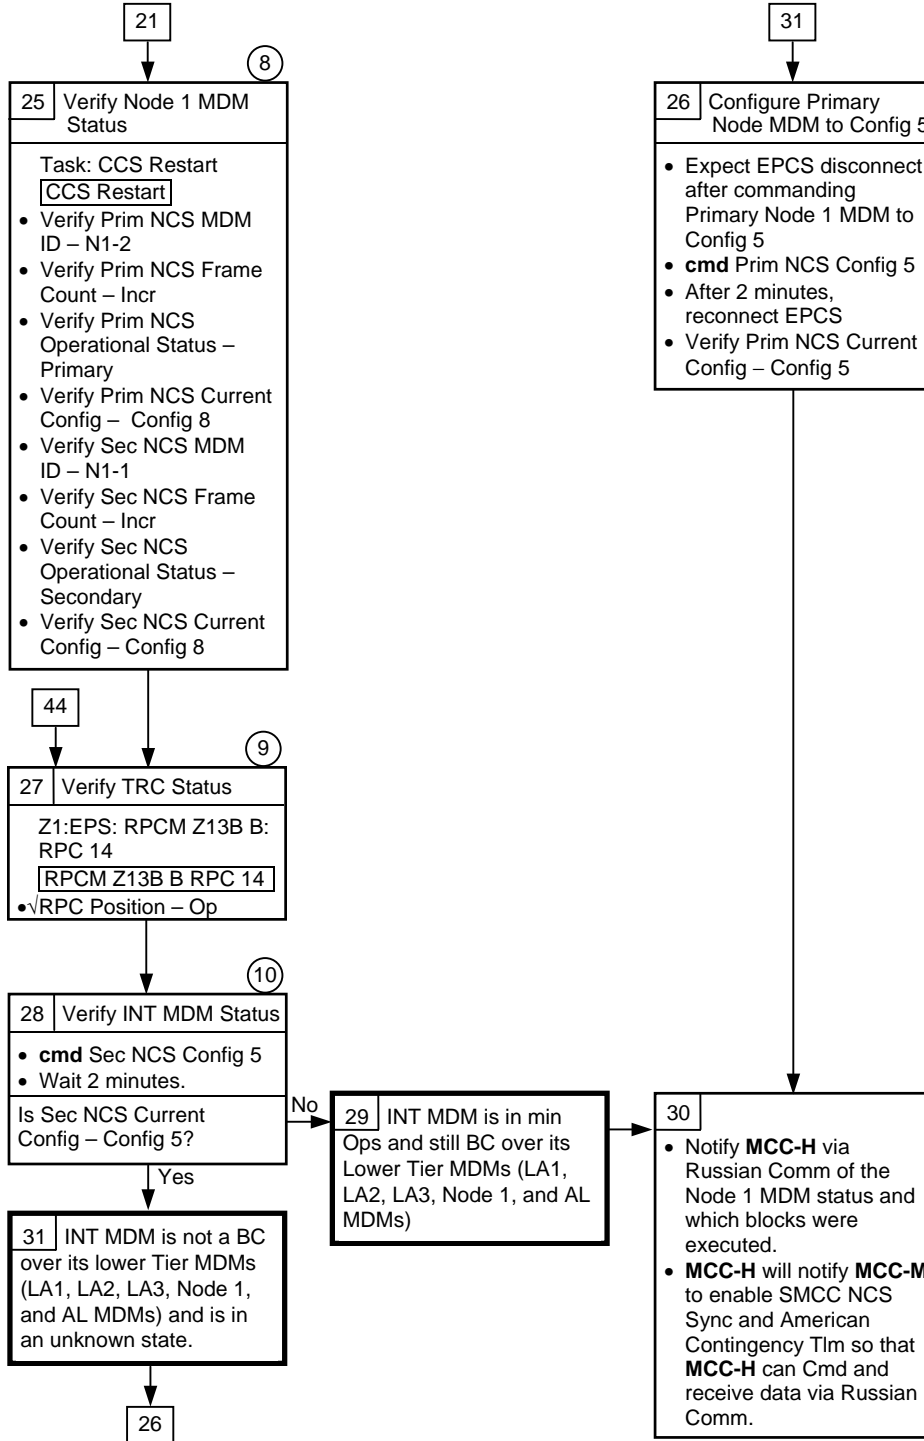 21
8
25 Verify Node 1 MDM
Status
Task: CCS Restart
CCS Restart
• Verify Prim NCS MDM
ID – N1-2
• Verify Prim NCS Frame
Count – Incr
• Verify Prim NCS
Operational Status –
Primary
• Verify Prim NCS Current
Config – Config 8
• Verify Sec NCS MDM
ID – N1-1
• Verify Sec NCS Frame
Count – Incr
• Verify Sec NCS
Operational Status –
Secondary
• Verify Sec NCS Current
Config – Config 8
44
9
27 Verify TRC Status
Z1:EPS: RPCM Z13B B:
RPC 14
RPCM Z13B B RPC 14
•√RPC Position – Op
10
28 Verify INT MDM Status
• cmd Sec NCS Config 5
• Wait 2 minutes.
Is Sec NCS Current
Config – Config 5?
No
Yes
29 INT MDM is in min
Ops and still BC over its
Lower Tier MDMs (LA1,
LA2, LA3, Node 1, and AL
MDMs)
31 INT MDM is not a BC
over its lower Tier MDMs
(LA1, LA2, LA3, Node 1,
and AL MDMs) and is in
an unknown state.
26
31
26 Configure Primary
Node MDM to Config 5
• Expect EPCS disconnect
after commanding
Primary Node 1 MDM to
Config 5
• cmd Prim NCS Config 5
• After 2 minutes,
reconnect EPCS
• Verify Prim NCS Current
Config – Config 5
30
• Notify MCC-H via
Russian Comm of the
Node 1 MDM status and
which blocks were
executed.
• MCC-H will notify MCC-M
to enable SMCC NCS
Sync and American
Contingency Tlm so that
MCC-H can Cmd and
receive data via Russian
Comm.